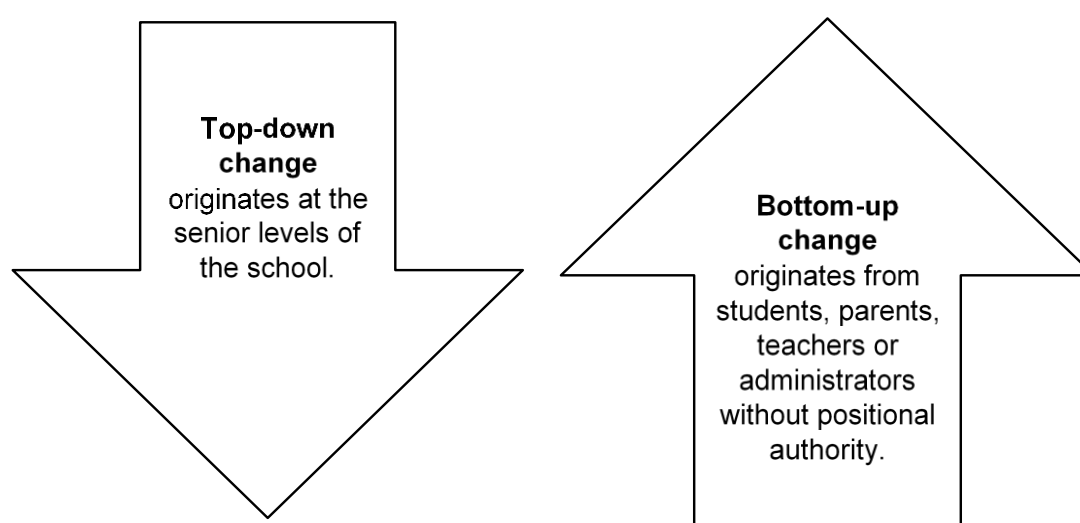 Top-down
change
originates at the
senior levels of
the school.
Bottom-up
change
originates from
students, parents,
teachers or
administrators
without positional
authority.